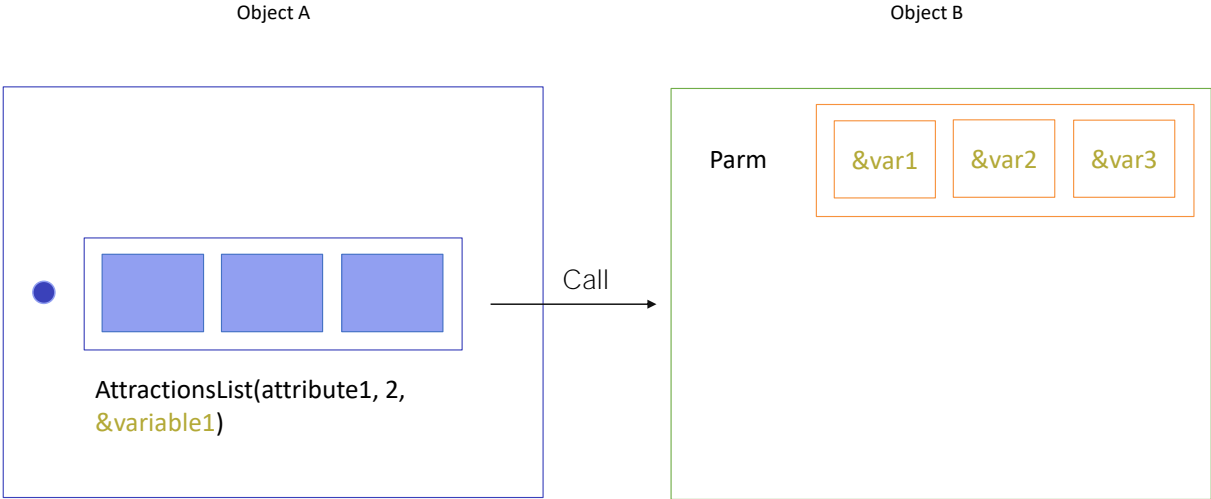 Object A
Object B
Parm
&var1
&var2
&var3
Call
AttractionsList(attribute1, 2,
&variable1)